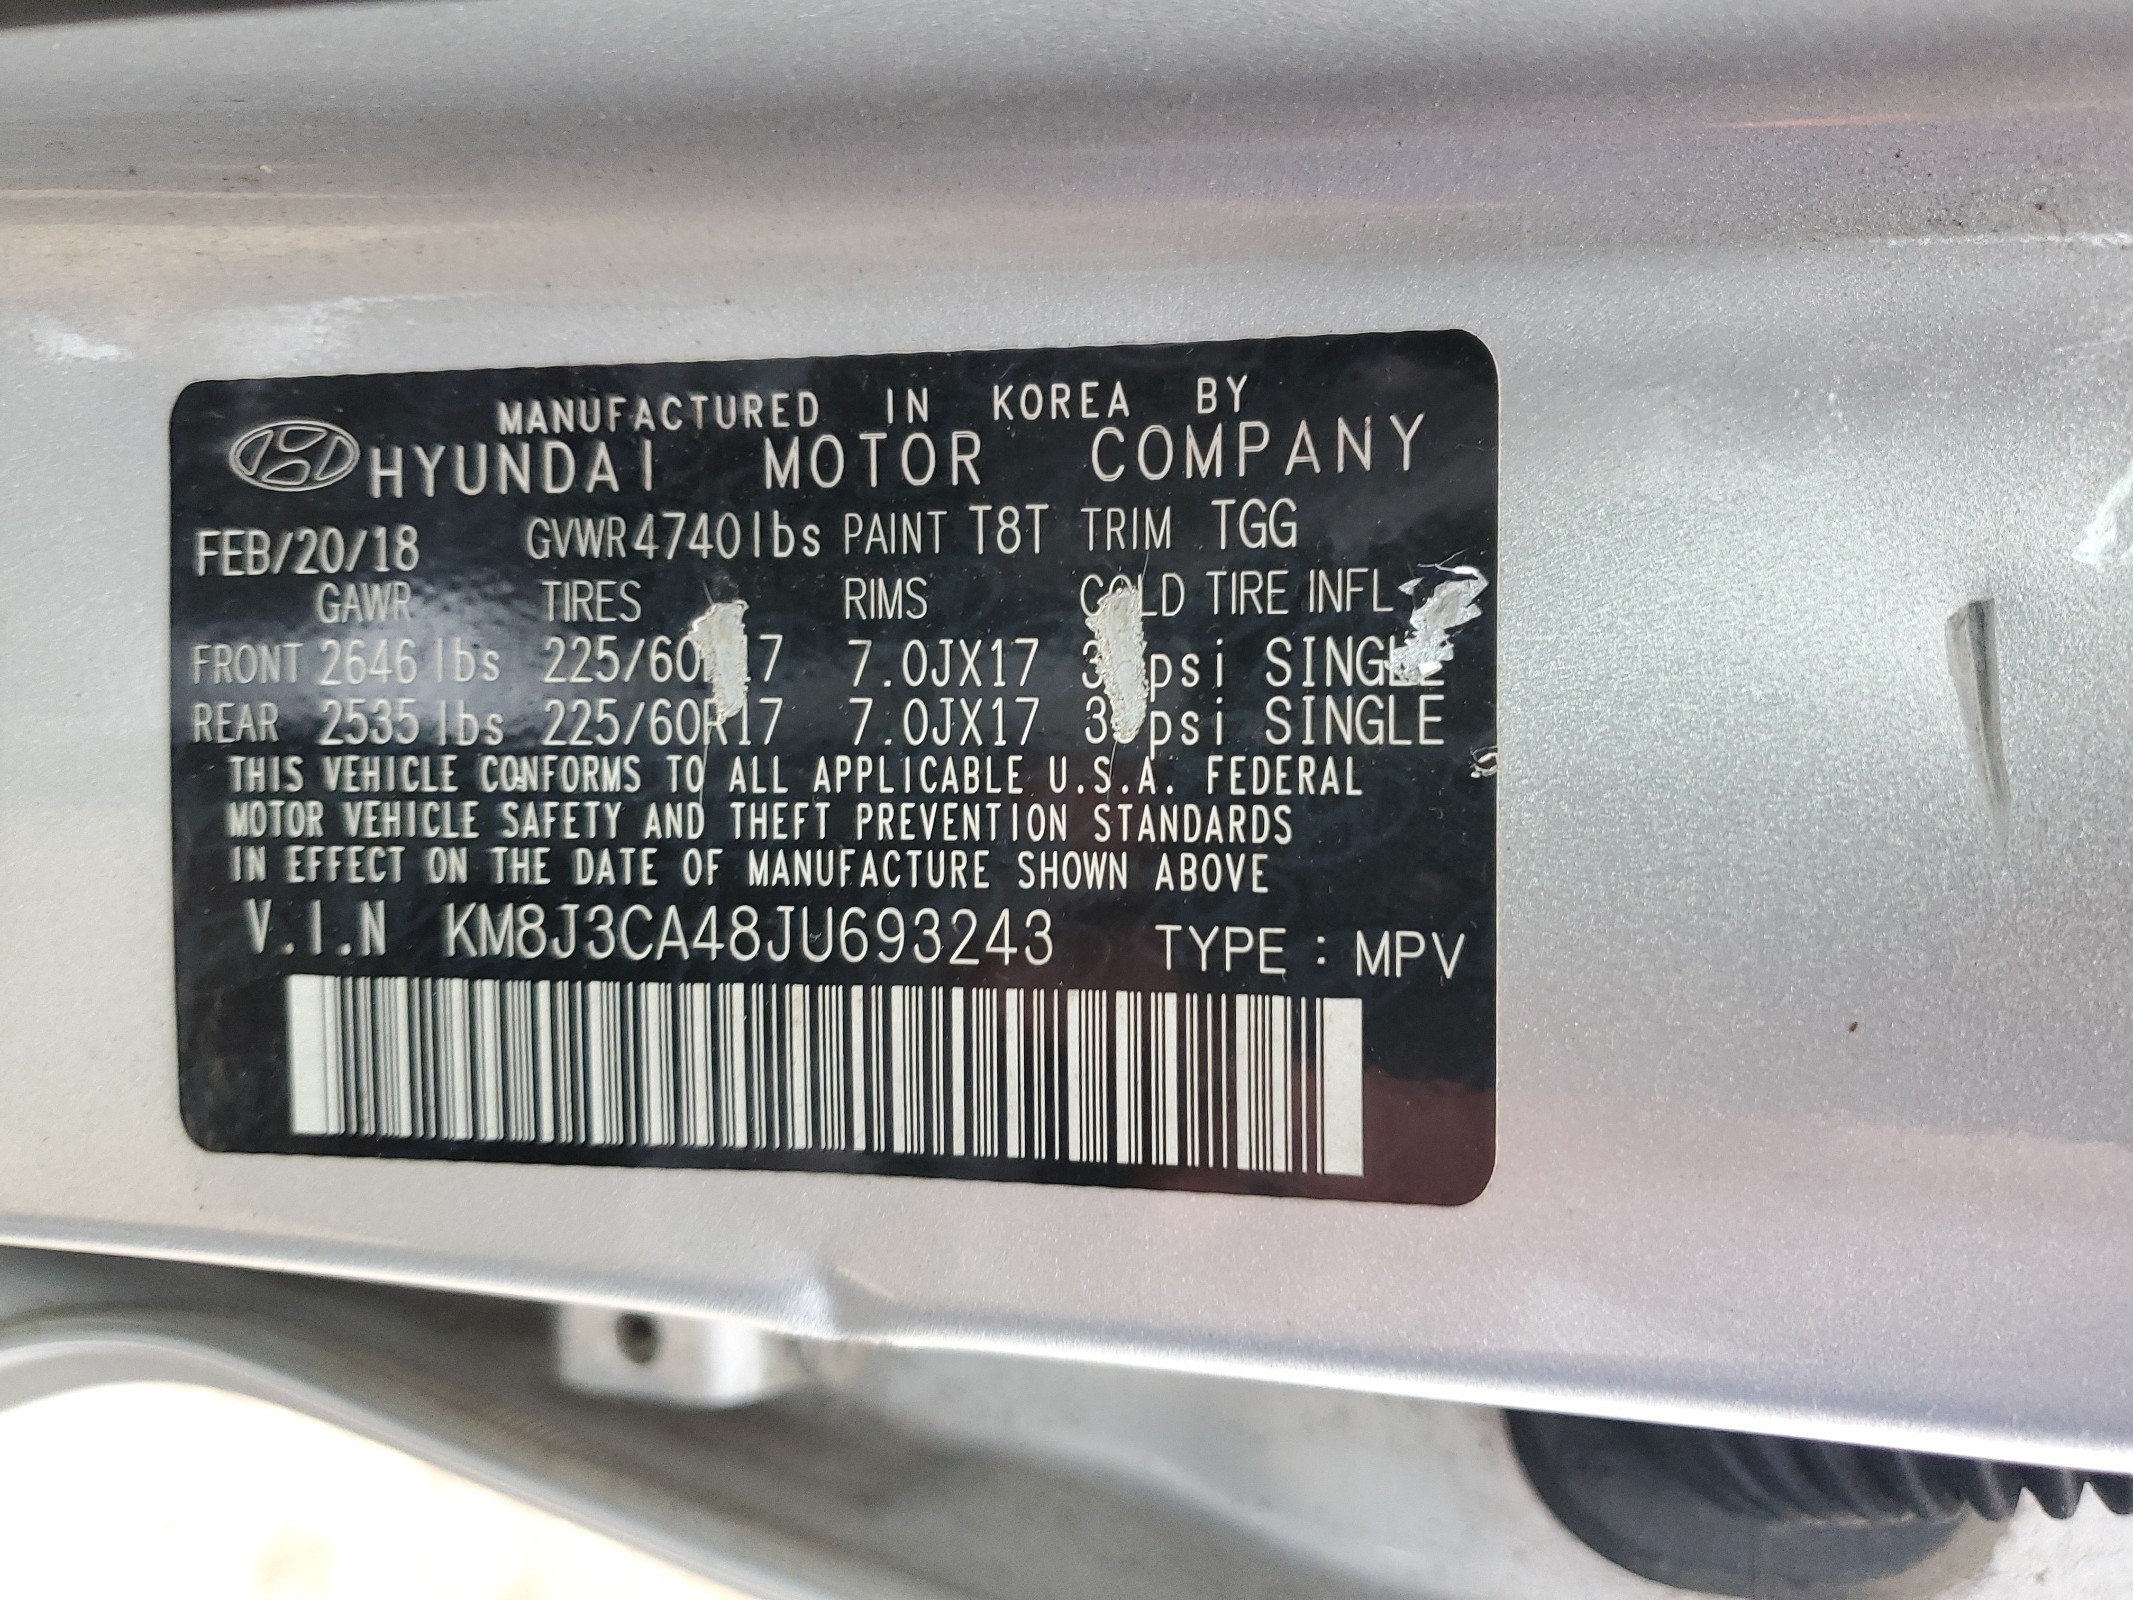 MANUFACTURED IN KOREA BY
HYUNDAI MOTOR COMPANY
FEB/20/18 GVWR4740lbs PAINT T8T TRIM TGG
GAWR TIRES RIMS COLD TIRE INFL
FRONT 2646lbs 7.0JX17 psi SINGLE
REAR 2535lbs 225/60R17 7.0JX17 psi SINGLE
THIS VEHICLE CONFORMS TO ALL APPLICABLE U.S.A. FEDERAL
MOTOR VEHICLE SAFETY AND THEFT PREVENTION STANDARDS
IN EFFECT ON THE DATE OF MANUFACTURE SHOWN ABOVE
V.I.N KM8J3CA48JU693243 TYPE : MPV